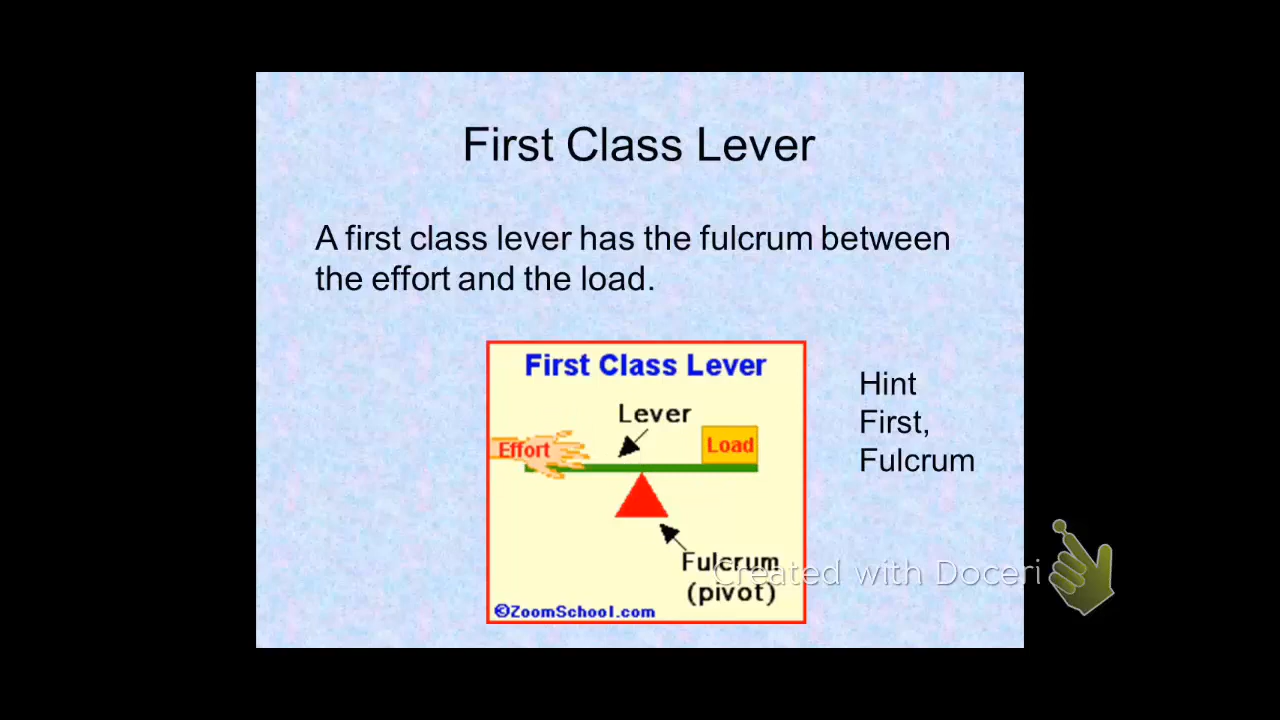 First Class Lever
A first class lever has the fulcrum between
the effort and the load.
First Class Lever
Lever
Effort
Load
Fulcrum
(pivot)
©ZoomSchool.com
Hint
First,
Fulcrum
Created with Doceri